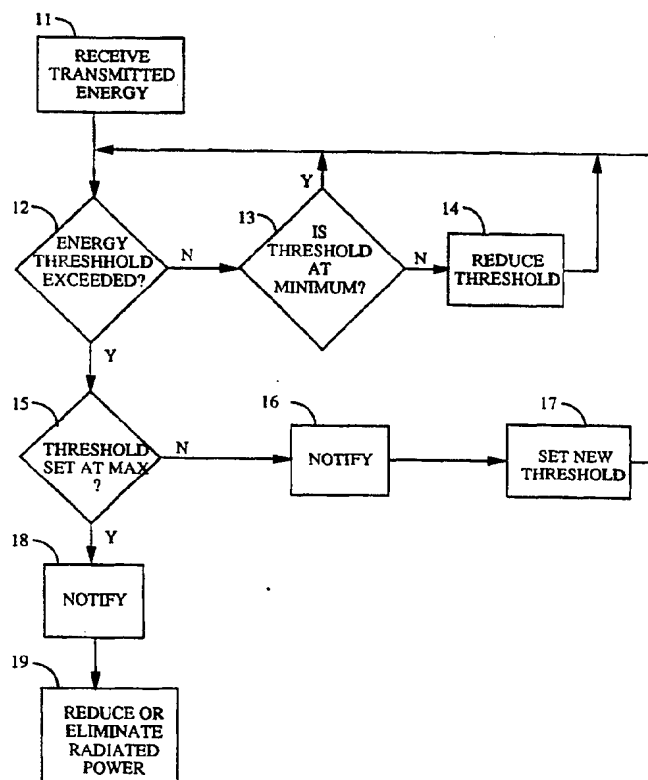 11
RECEIVE
TRANSMITTED
ENERGY
12
ENERGY
THRESHHOLD
EXCEEDED?
N
Y
13
IS
THRESHOLD
AT
MINIMUM?
Y
N
14
REDUCE
THRESHOLD
15
THRESHOLD
SET AT MAX
?
N
Y
16
NOTIFY
17
SET NEW
THRESHOLD
18
NOTIFY
19
REDUCE OR
ELIMINATE
RADIATED
POWER